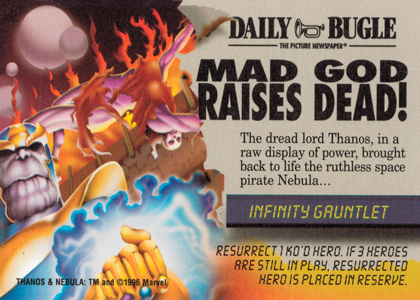 DAILY BUGLE
THE PICTURE NEWSPAPER®
MAD GOD
RAISES DEAD!
The dread lord Thanos, in a
raw display of power, brought
back to life the ruthless space
pirate Nebula...
INFINITY GAUNTLET
RESURRECT 1 KO'D HERO. IF 3 HEROES
ARE STILL IN PLAY, RESURRECTED
HERO IS PLACED IN RESERVE.
THANOS & NEBULA: TM and ©1996 Marvel.